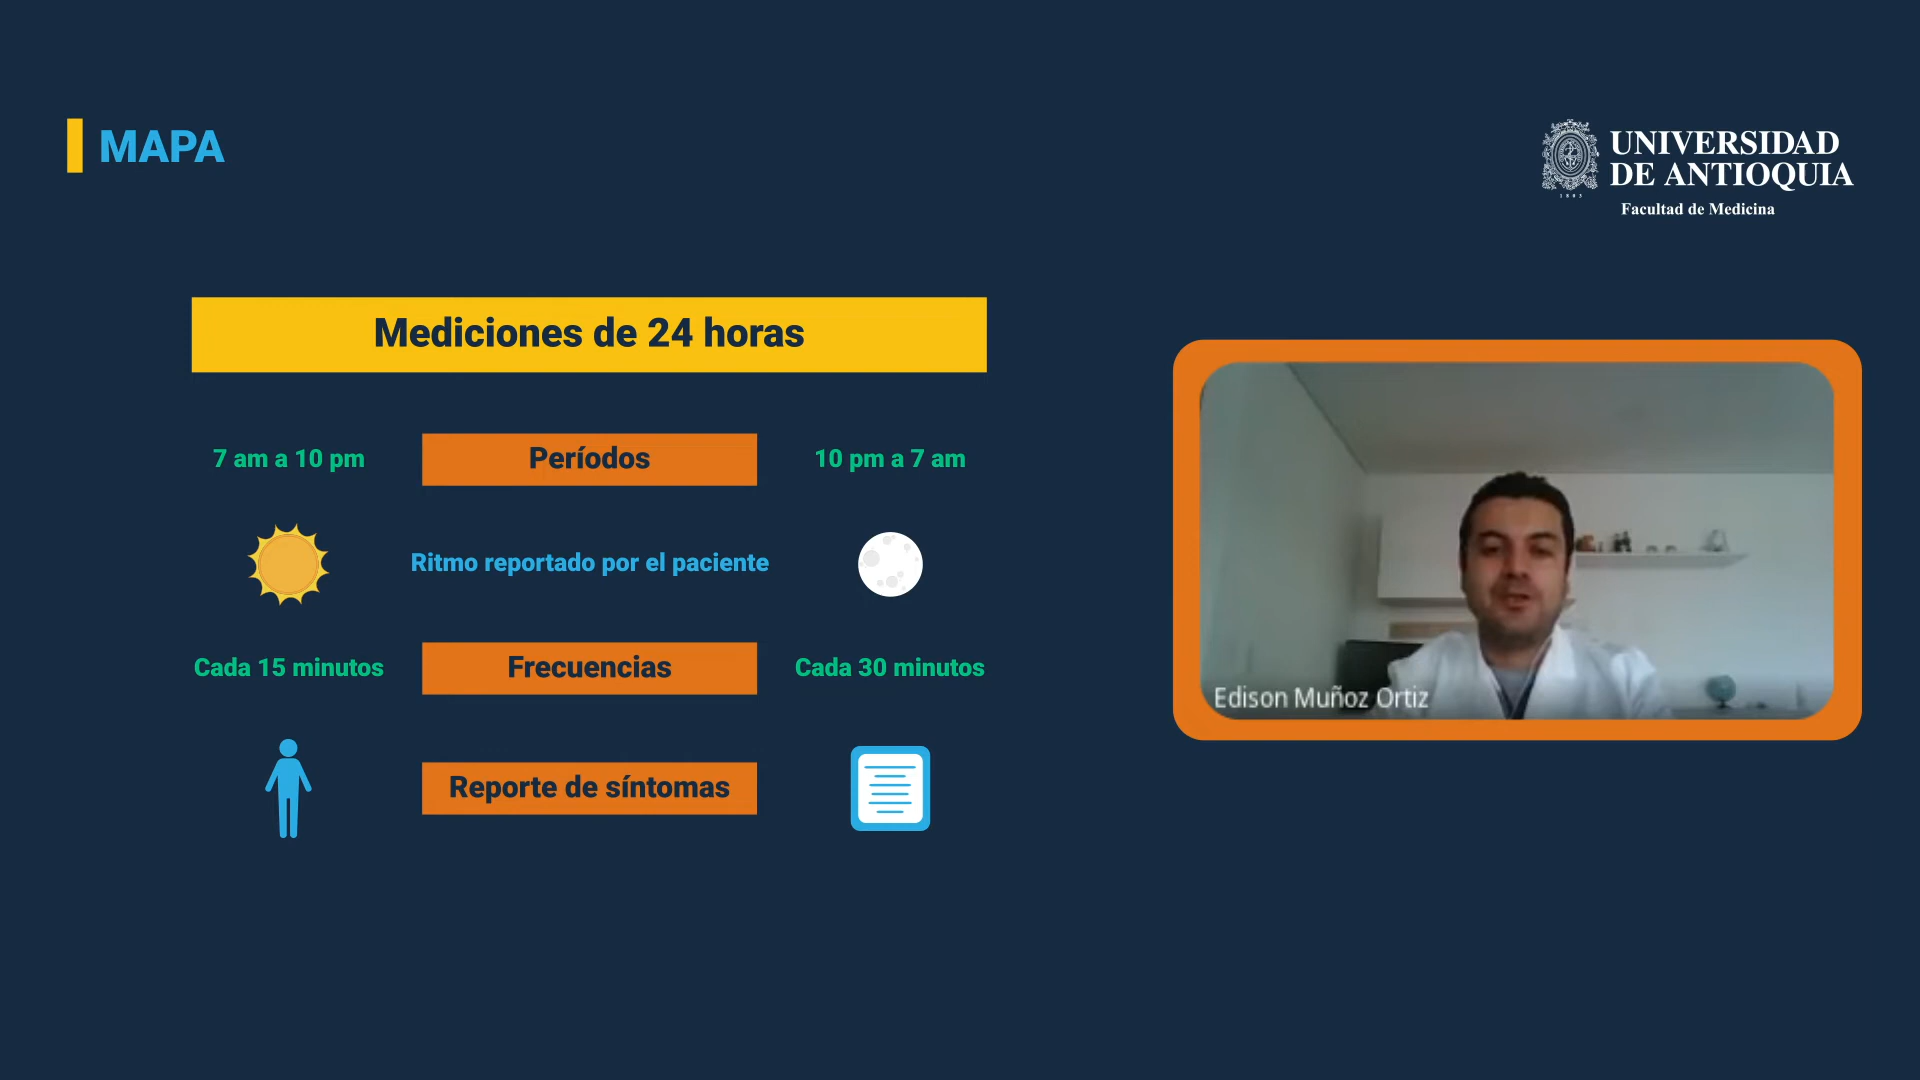 MAPA
UNIVERSIDAD
DE ANTIOQUIA
1803
Facultad de Medicina
Mediciones de 24 horas
7 am a 10 pm
Períodos
10 pm a 7 am
Ritmo reportado por el paciente
Cada 15 minutos
Frecuencias
Cada 30 minutos
Reporte de síntomas
Edison Muñoz Ortiz